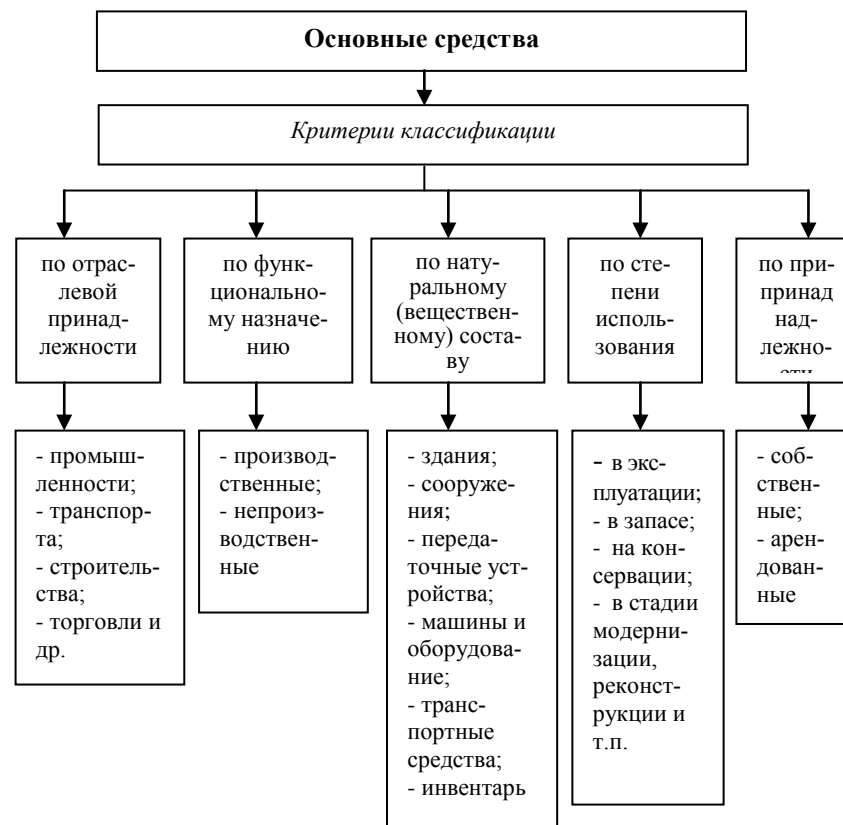 Основные средства
Критерии классификации
по отрас-
левой
принад-
лежности
по функ-
ционально-
му назначе-
нию
по нату-
ральному
(веществен-
ному) соста-
ву
по сте-
пени
исполь-
зования
по при-
принад
над-
лежно-
сти
- промыш-
ленности;
- транспор-
та;
- строитель-
ства;
- торговли и
др.
- производ-
ственные;
- непроиз-
водствен-
ные
- здания;
- сооруже-
ния;
- переда-
точные уст-
ройства;
- машины и
оборудова-
ние;
- транс-
портные
средства;
- инвентарь
- в экс-
плуатации;
- в запасе;
- на кон-
сервации;
- в стадии
модерни-
зации,
реконст-
рукции и
т.п.
- соб-
ствен-
ные;
- арен-
дован-
ные